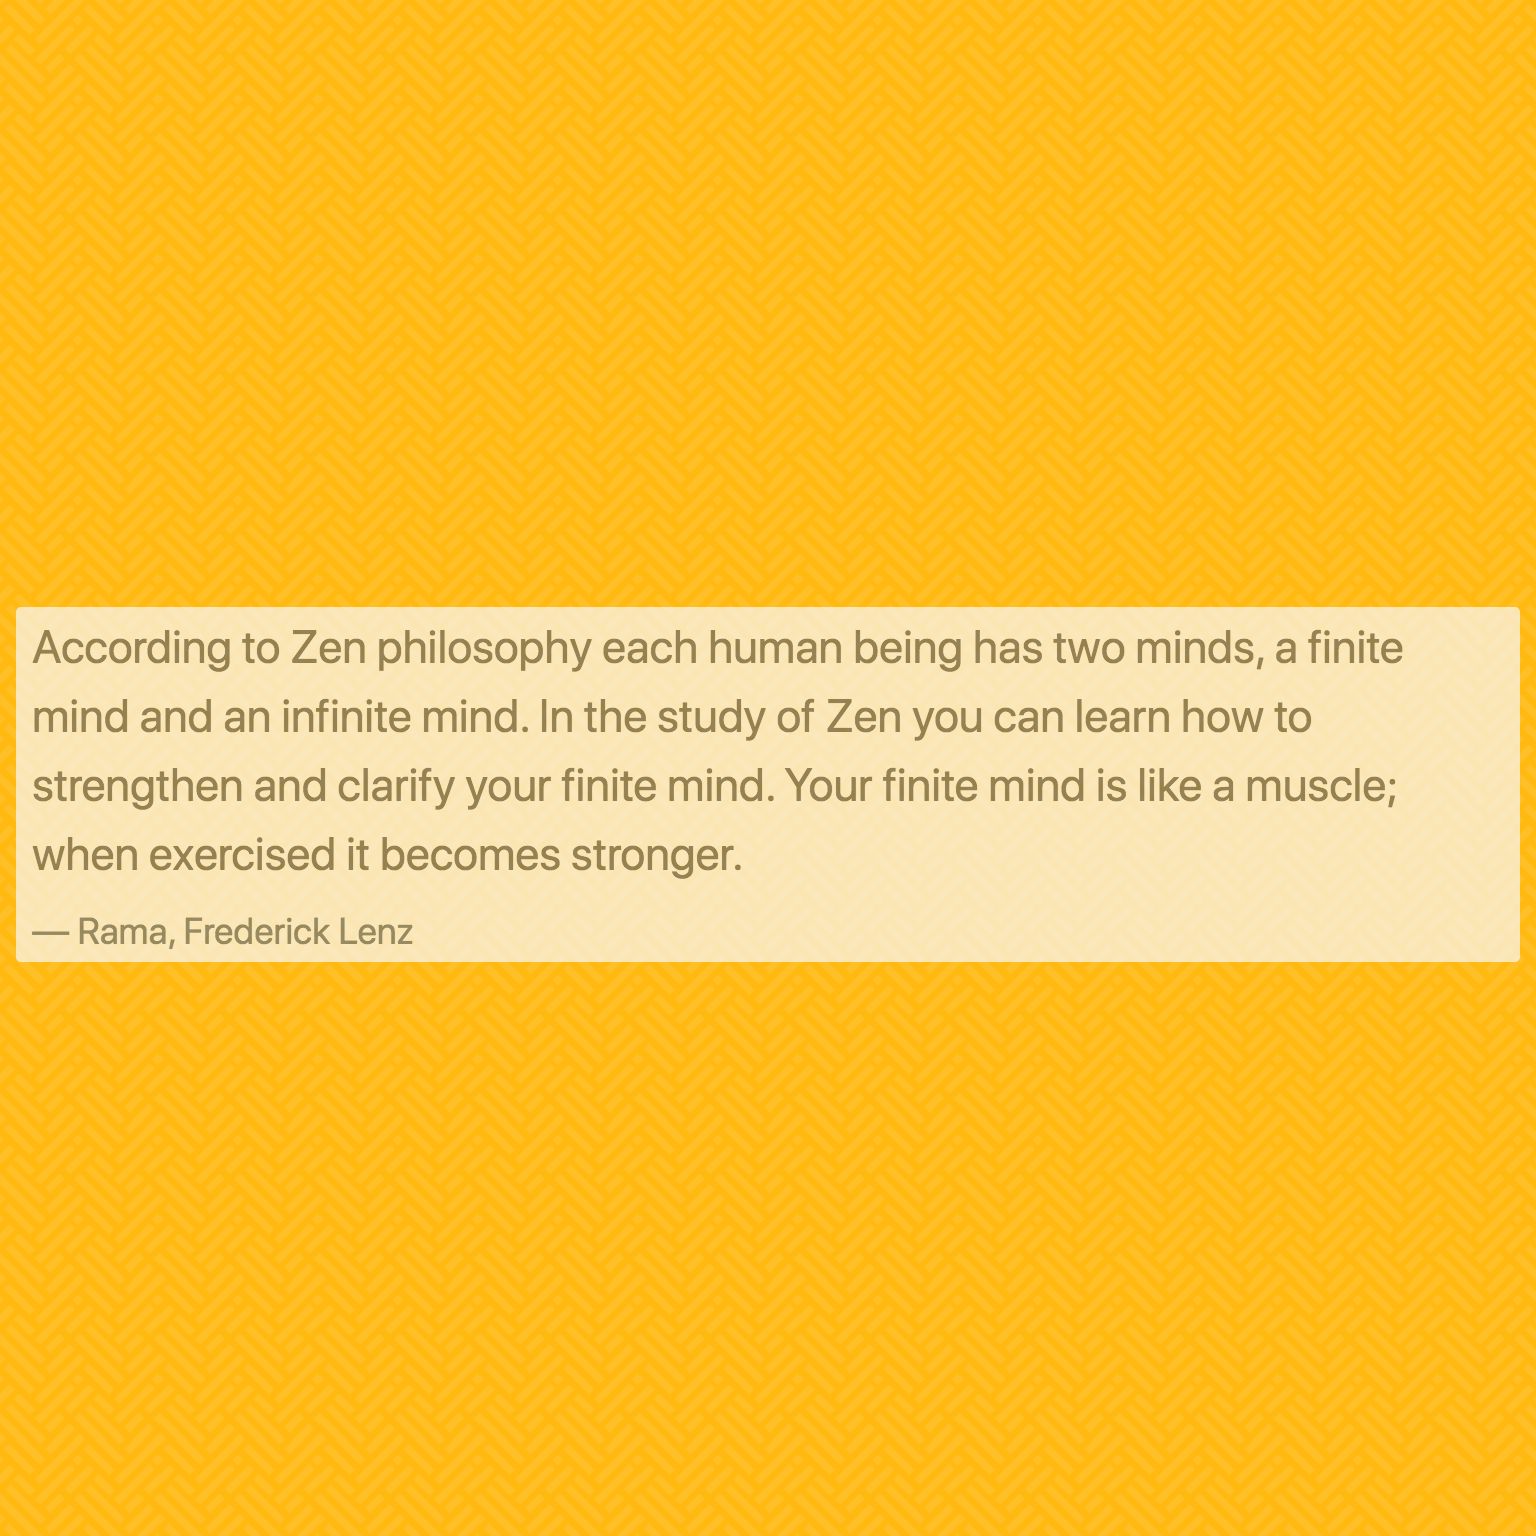 According to Zen philosophy each human being has two minds, a finite
mind and an infinite mind. In the study of Zen you can learn how to
strengthen and clarify your finite mind. Your finite mind is like a muscle;
when exercised it becomes stronger.
— Rama, Frederick Lenz